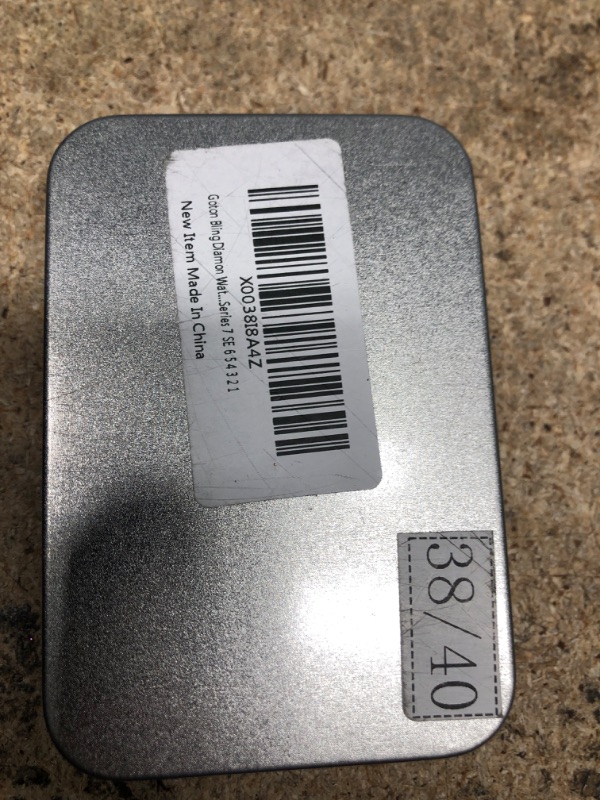 X0038I8A4Z
Goton Bling Diamon Wat...Series 7 SE 6 5 4 3 2 1
New Item Made In China
38/40